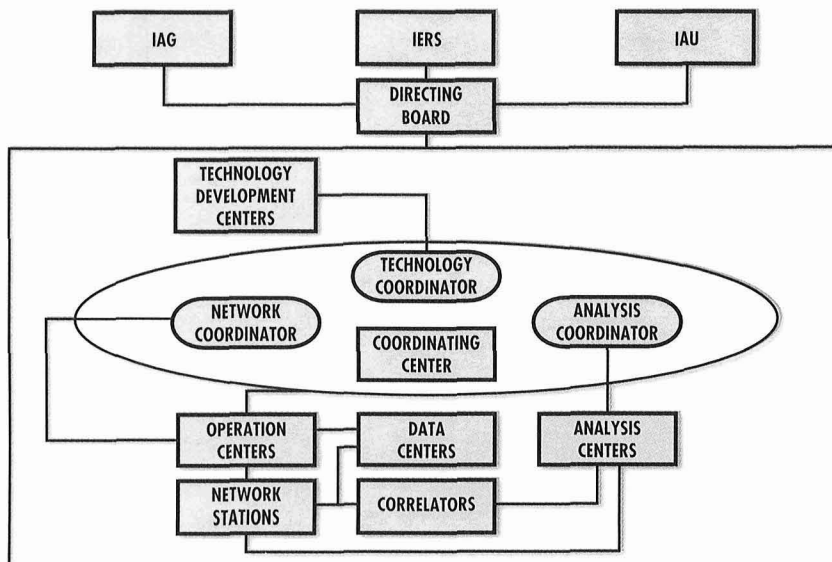 IAG
IERS
IAU
DIRECTING
BOARD
TECHNOLOGY
DEVELOPMENT
CENTERS
TECHNOLOGY
COORDINATOR
NETWORK
COORDINATOR
ANALYSIS
COORDINATOR
COORDINATING
CENTER
OPERATION
CENTERS
DATA
CENTERS
ANALYSIS
CENTERS
NETWORK
STATIONS
CORRELATORS